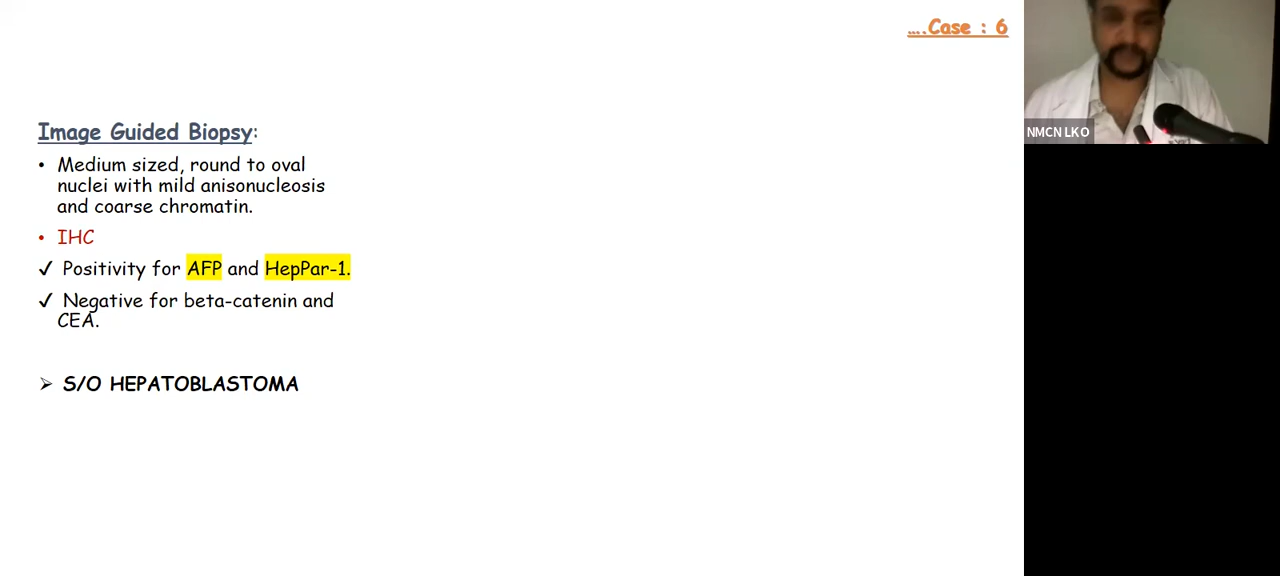 ....Case : 6
NMCN LKO
Image Guided Biopsy:
• Medium sized, round to oval
nuclei with mild anisonucleosis
and coarse chromatin.
• IHC
✓ Positivity for AFP and HepPar-1.
✓ Negative for beta-catenin and
CEA.
➢ S/O HEPATOBLASTOMA